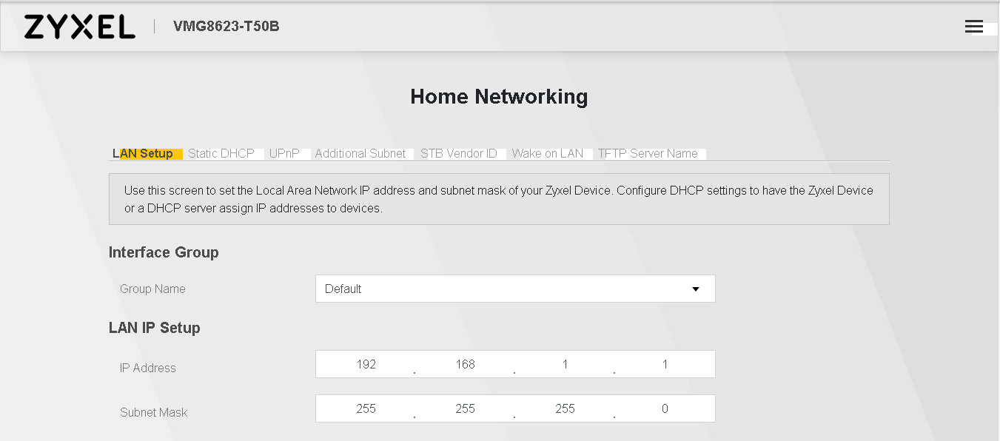 ZYXEL | VMG8623-T50B
Home Networking
LAN Setup Static DHCP UPnP Additional Subnet STB Vendor ID Wake on LAN TFTP Server Name
Use this screen to set the Local Area Network IP address and subnet mask of your Zyxel Device. Configure DHCP settings to have the Zyxel Device
or a DHCP server assign IP addresses to devices.
Interface Group
Group Name Default
LAN IP Setup
IP Address 192 . 168 . 1 . 1
Subnet Mask 255 . 255 . 255 . 0